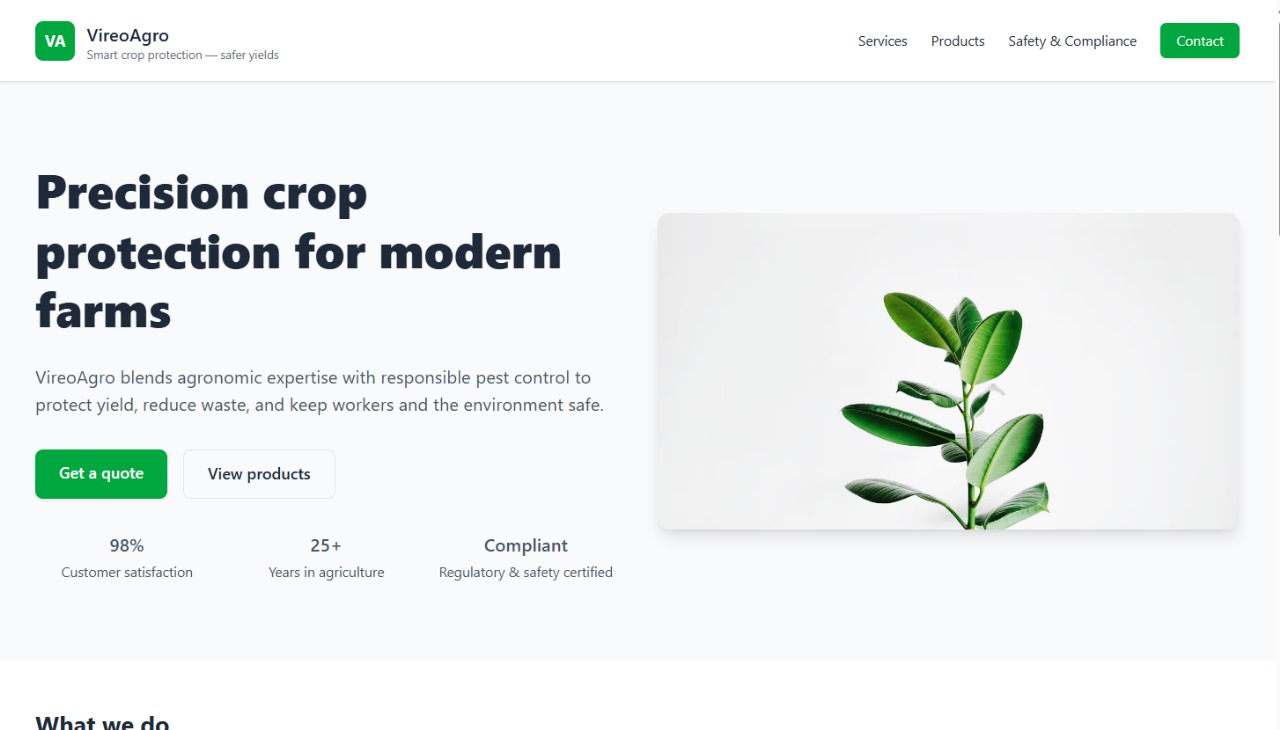 VA
VireoAgro
Smart crop protection — safer yields
Services
Products
Safety & Compliance
Contact
Precision crop
protection for modern
farms
VireoAgro blends agronomic expertise with responsible pest control to
protect yield, reduce waste, and keep workers and the environment safe.
Get a quote
View products
98%
Customer satisfaction
25+
Years in agriculture
Compliant
Regulatory & safety certified
What we do